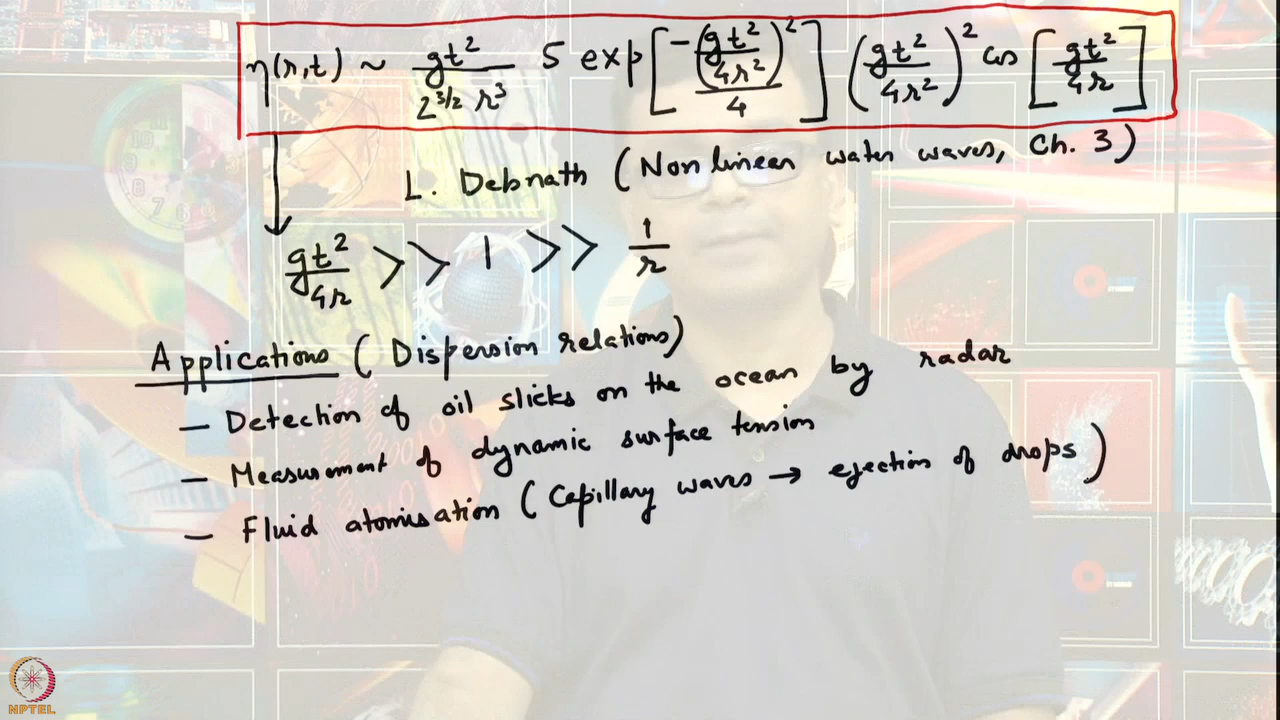 η(r,t) ~ gt²/(2^{3/2} r³) 5 exp[-(gt²/4r²)²/4] (gt²/4r²)² cos[gt²/4r]
L. Debnath (Nonlinear water waves, Ch. 3)
gt²/4r >> 1 >> 1/r
Applications (Dispersion relations)
– Detection of oil slicks on the ocean by radar
– Measurement of dynamic surface tension
– Fluid atomisation (Capillary waves → ejection of drops)
NPTEL